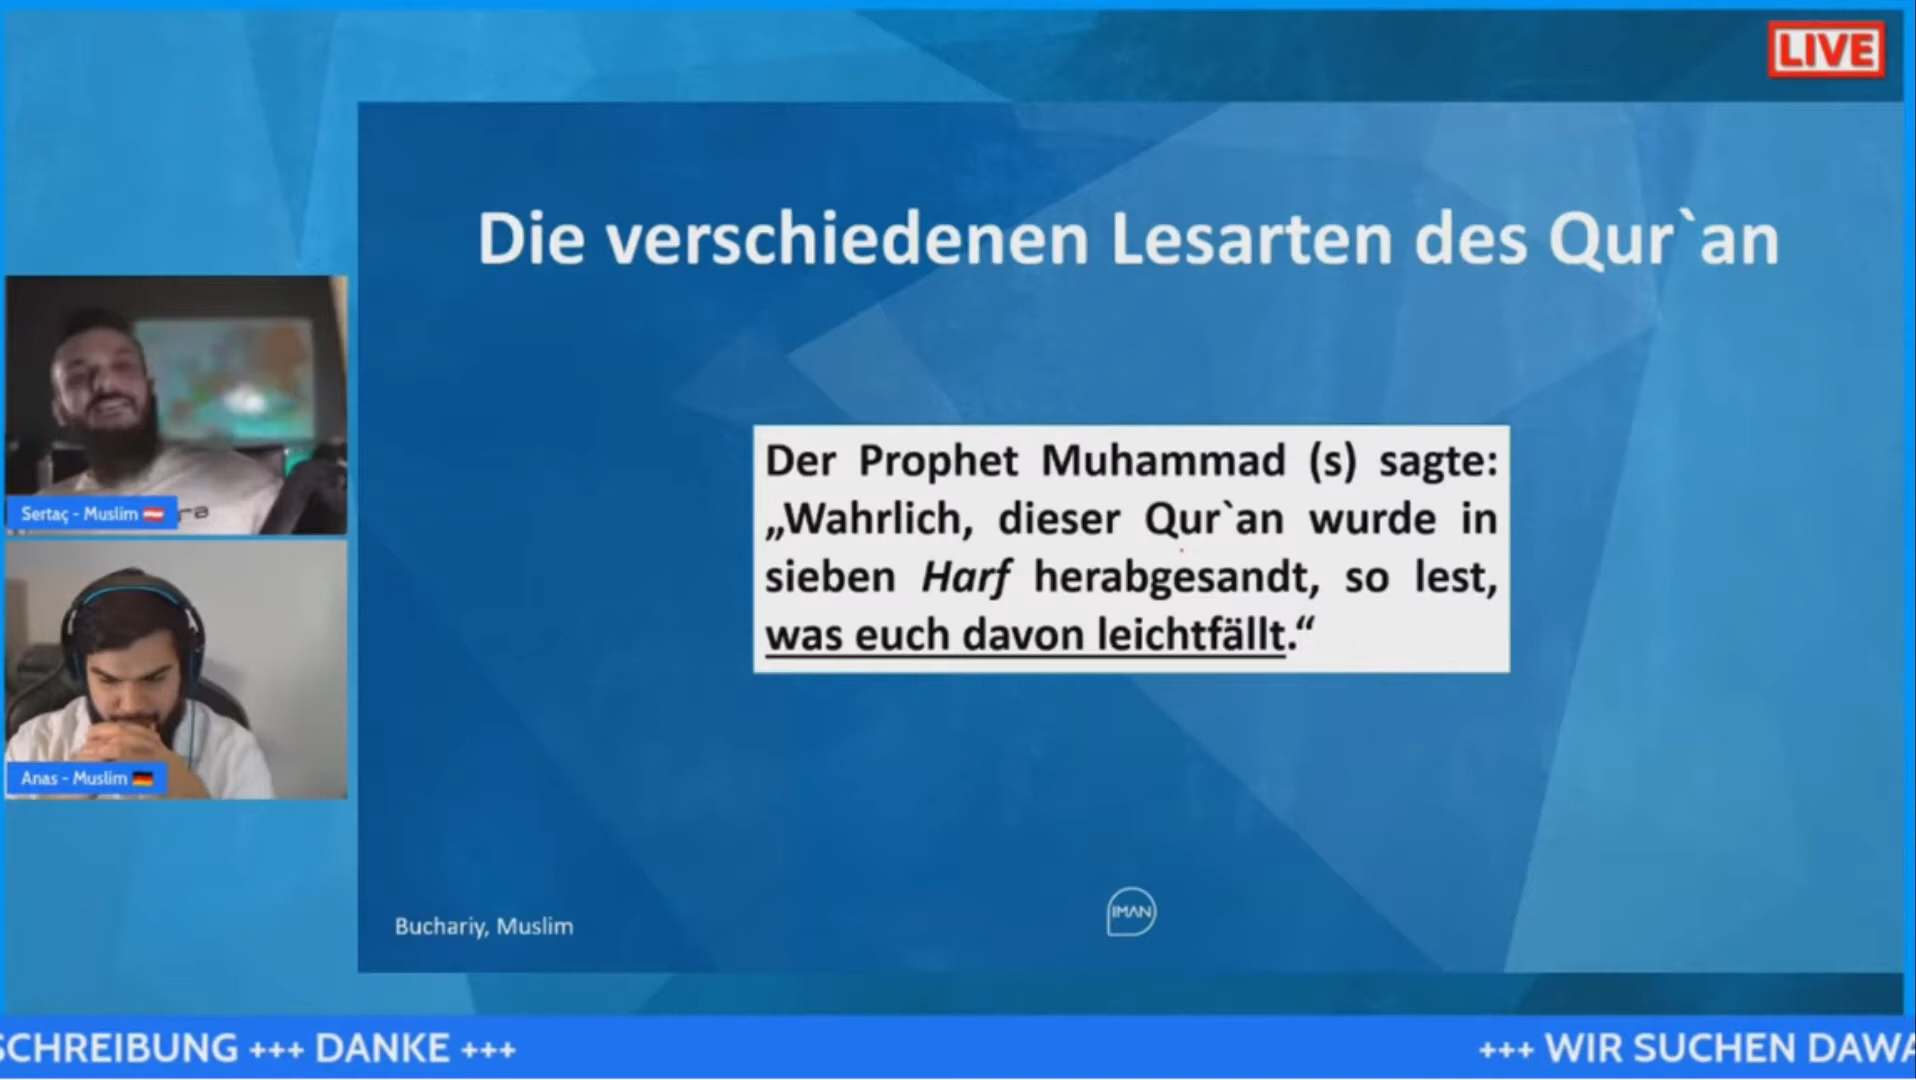 LIVE
Die verschiedenen Lesarten des Qur`an
Der Prophet Muhammad (s) sagte:
„Wahrlich, dieser Qur`an wurde in
sieben Harf herabgesandt, so lest,
was euch davon leichtfällt.“
Sertaç - Muslim
ra
Anas - Muslim
IMAN
Buchariy, Muslim
SCHREIBUNG +++ DANKE +++
+++ WIR SUCHEN DAWA